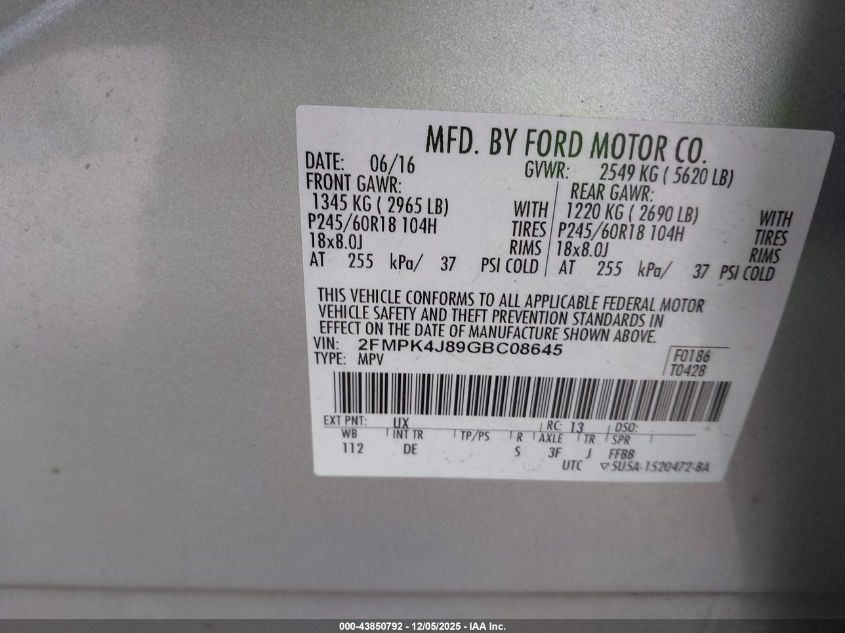 MFD. BY FORD MOTOR CO.
DATE: 06/16 GVWR: 2549 KG ( 5620 LB)
FRONT GAWR: REAR GAWR:
1345 KG ( 2965 LB) WITH 1220 KG ( 2690 LB) WITH
P245/60R18 104H TIRES P245/60R18 104H TIRES
18x8.0J RIMS 18x8.0J RIMS
AT 255 kPa/ 37 PSI COLD AT 255 kPa/ 37 PSI COLD
THIS VEHICLE CONFORMS TO ALL APPLICABLE FEDERAL MOTOR
VEHICLE SAFETY AND THEFT PREVENTION STANDARDS IN
EFFECT ON THE DATE OF MANUFACTURE SHOWN ABOVE.
VIN: 2FMPK4J89GBC08645 F0186
TYPE: MPV T0428
EXT PNT: UX RC: 13 DSO:
WB INT TR TP/PS R AXLE TR SPR
112 DE S 3F J FFBB
UTC ▽5U5A-1520472-BA
000-43850792 - 12/05/2025 - IAA Inc.